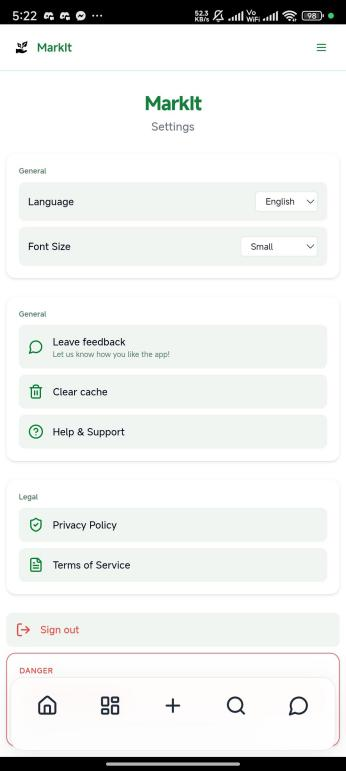 5:22
52.3 KB/s
Vo WiFi
98
MarkIt
MarkIt
Settings
General
Language
English
Font Size
Small
General
Leave feedback
Let us know how you like the app!
Clear cache
Help & Support
Legal
Privacy Policy
Terms of Service
Sign out
DANGER